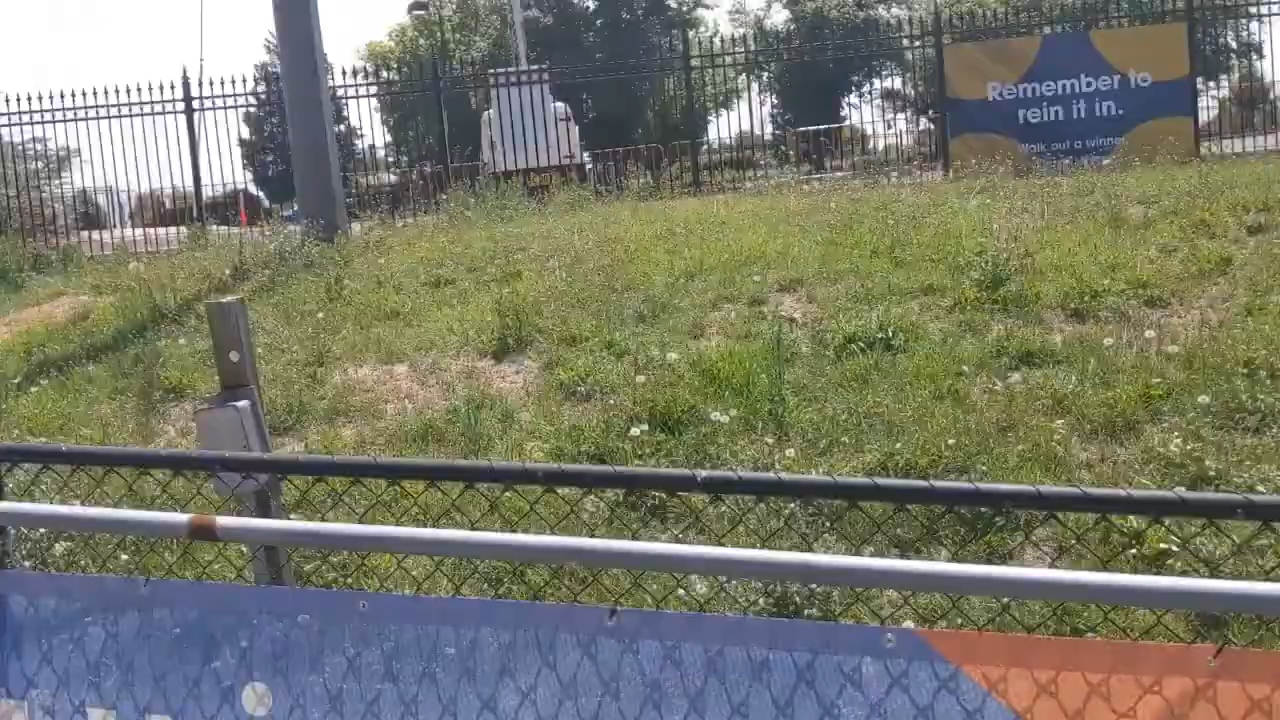 Remember to
rein it in.
Walk out a winner